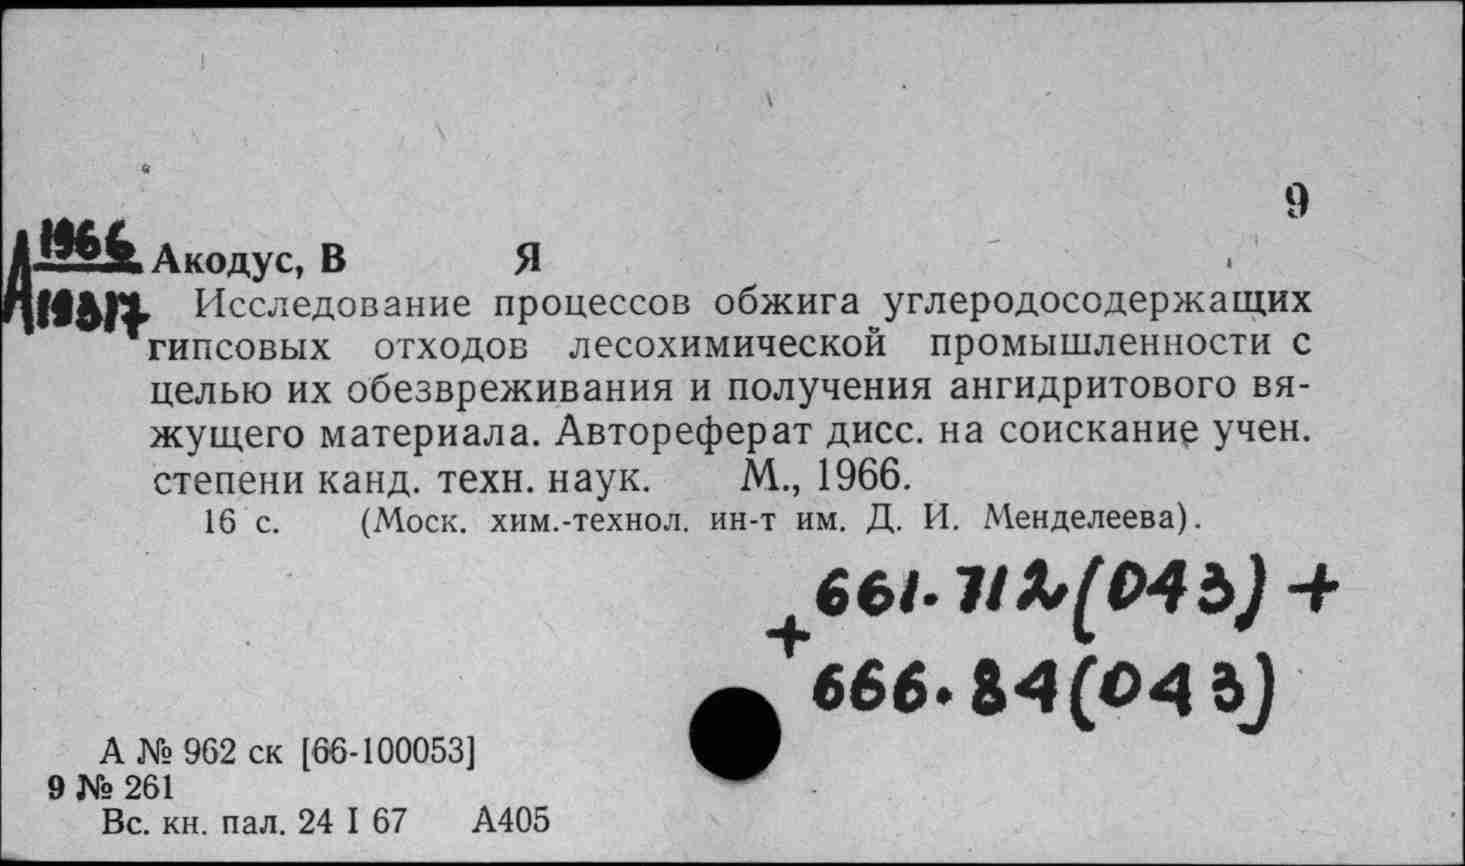 9
1966
А
Акодус, В Я
Исследование процессов обжига углеродосодержащих
гипсовых отходов лесохимической промышленности с
целью их обезвреживания и получения ангидритового вя-
жущего материала. Автореферат дисс. на соискание учен.
степени канд. техн. наук. М., 1966.
16 с. (Моск. хим.-технол. ин-т им. Д. И. Менделеева).
661.712(043) +
+
666.84(043)
А № 962 ск [66-100053]
9 № 261
Вс. кн. пал. 24 I 67 А405